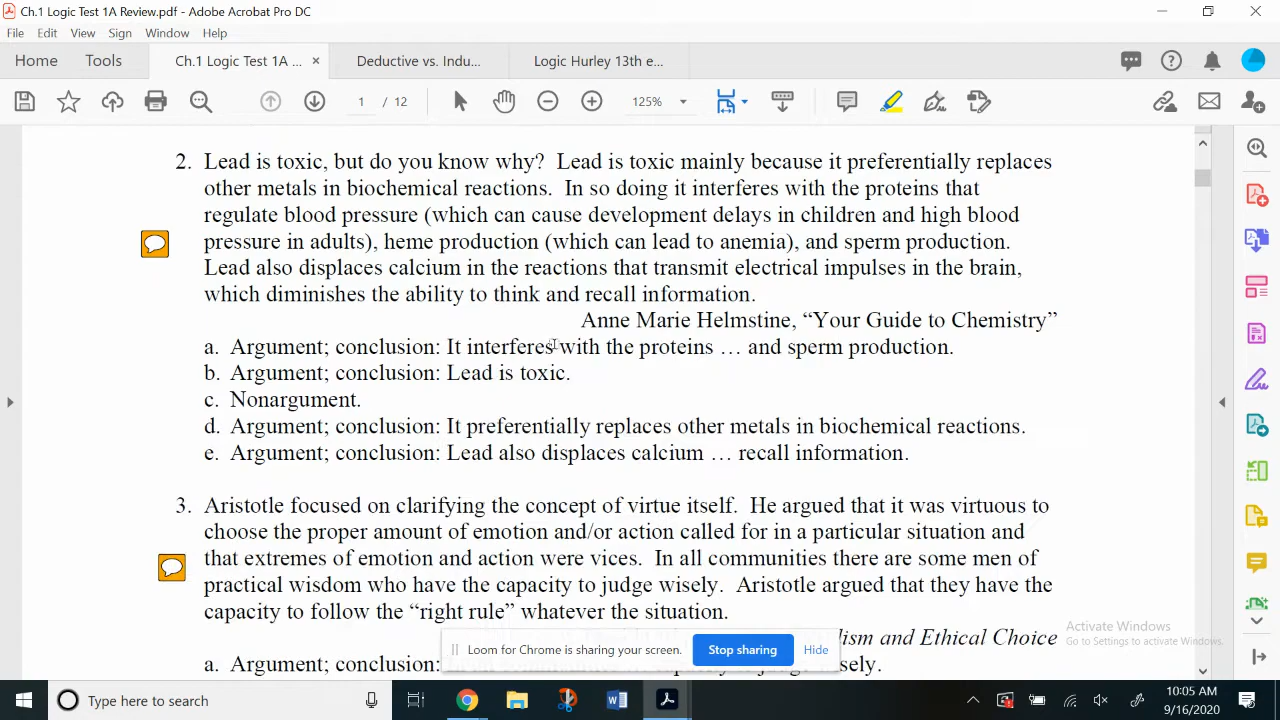 Ch.1 Logic Test 1A Review.pdf - Adobe Acrobat Pro DC
File Edit View Sign Window Help
Home Tools Ch.1 Logic Test 1A ... × Deductive vs. Indu... Logic Hurley 13th e...
1 / 12 125%
2. Lead is toxic, but do you know why? Lead is toxic mainly because it preferentially replaces
other metals in biochemical reactions. In so doing it interferes with the proteins that
regulate blood pressure (which can cause development delays in children and high blood
pressure in adults), heme production (which can lead to anemia), and sperm production.
Lead also displaces calcium in the reactions that transmit electrical impulses in the brain,
which diminishes the ability to think and recall information.
Anne Marie Helmstine, “Your Guide to Chemistry”
a. Argument; conclusion: It interferes with the proteins … and sperm production.
b. Argument; conclusion: Lead is toxic.
c. Nonargument.
d. Argument; conclusion: It preferentially replaces other metals in biochemical reactions.
e. Argument; conclusion: Lead also displaces calcium … recall information.
3. Aristotle focused on clarifying the concept of virtue itself. He argued that it was virtuous to
choose the proper amount of emotion and/or action called for in a particular situation and
that extremes of emotion and action were vices. In all communities there are some men of
practical wisdom who have the capacity to judge wisely. Aristotle argued that they have the
capacity to follow the “right rule” whatever the situation.
Activate Windows
dism and Ethical Choice
Go to Settings to activate Windows.
Loom for Chrome is sharing your screen. Stop sharing Hide
a. Argument; conclusion: sely.
Type here to search
10:05 AM
9/16/2020